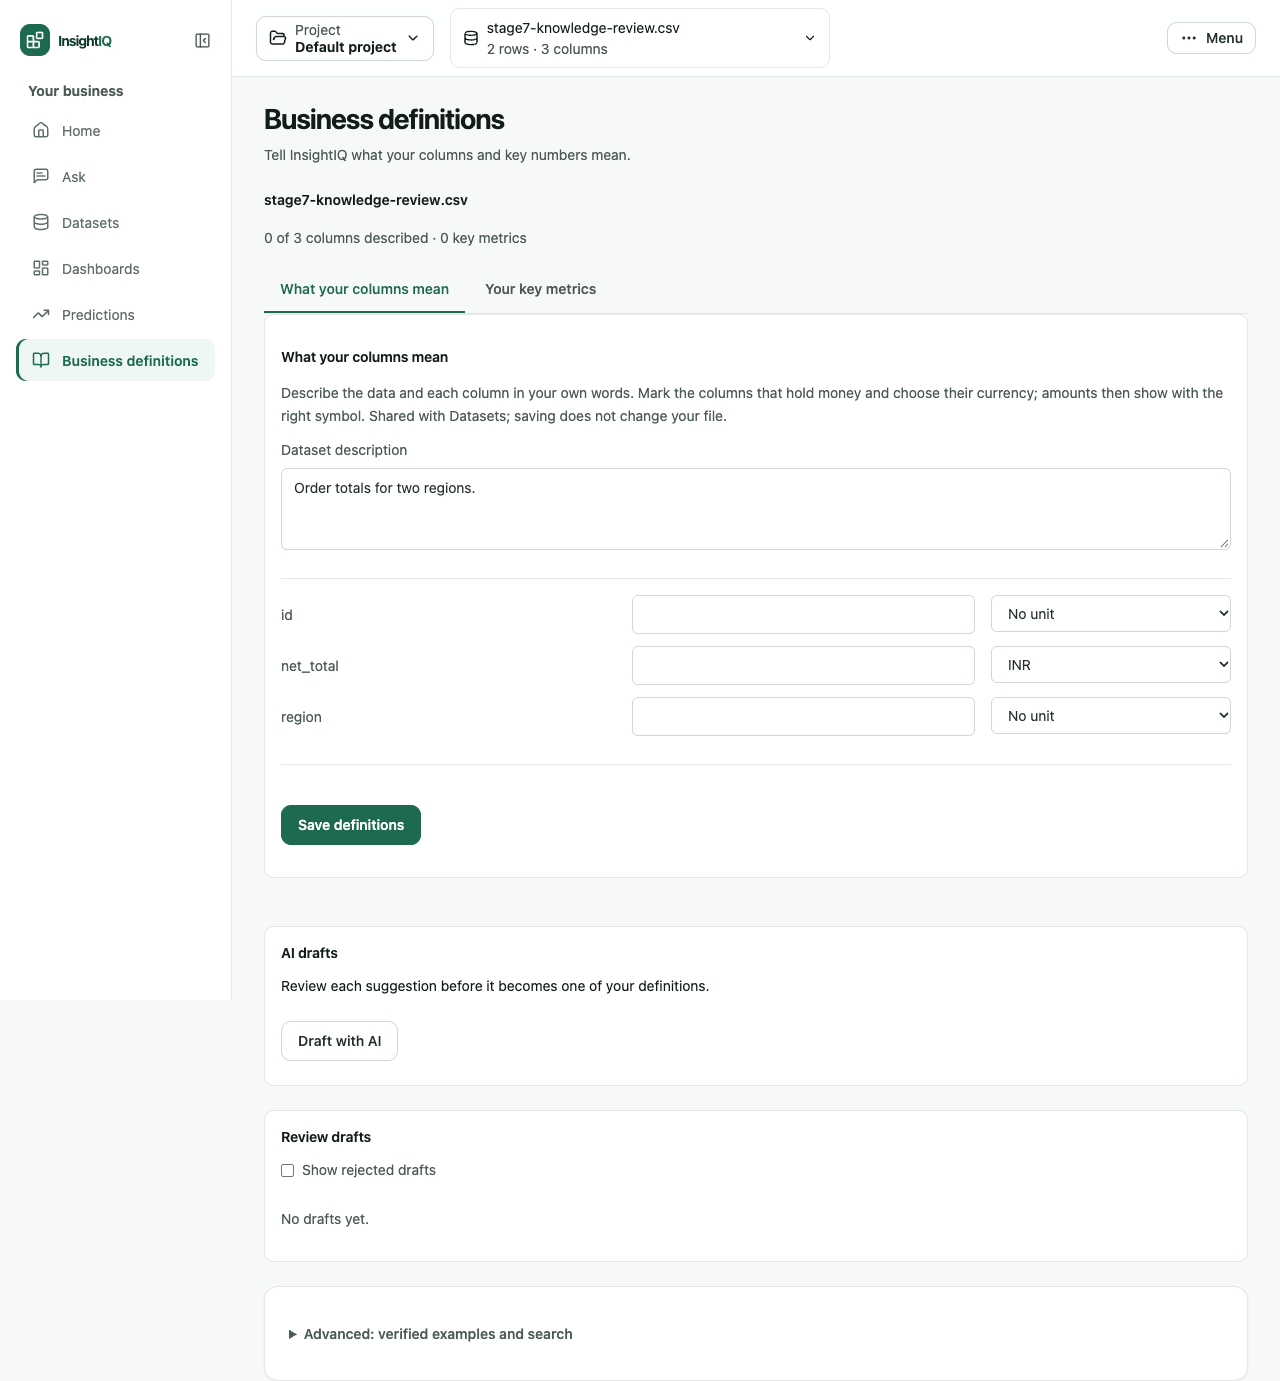 InsightIQ
Project
Default project
stage7-knowledge-review.csv
2 rows · 3 columns
Menu
Your business
Home
Ask
Datasets
Dashboards
Predictions
Business definitions
Business definitions
Tell InsightIQ what your columns and key numbers mean.
stage7-knowledge-review.csv
0 of 3 columns described · 0 key metrics
What your columns mean
Your key metrics
What your columns mean
Describe the data and each column in your own words. Mark the columns that hold money and choose their currency; amounts then show with the
right symbol. Shared with Datasets; saving does not change your file.
Dataset description
Order totals for two regions.
id
No unit
net_total
INR
region
No unit
Save definitions
AI drafts
Review each suggestion before it becomes one of your definitions.
Draft with AI
Review drafts
Show rejected drafts
No drafts yet.
Advanced: verified examples and search